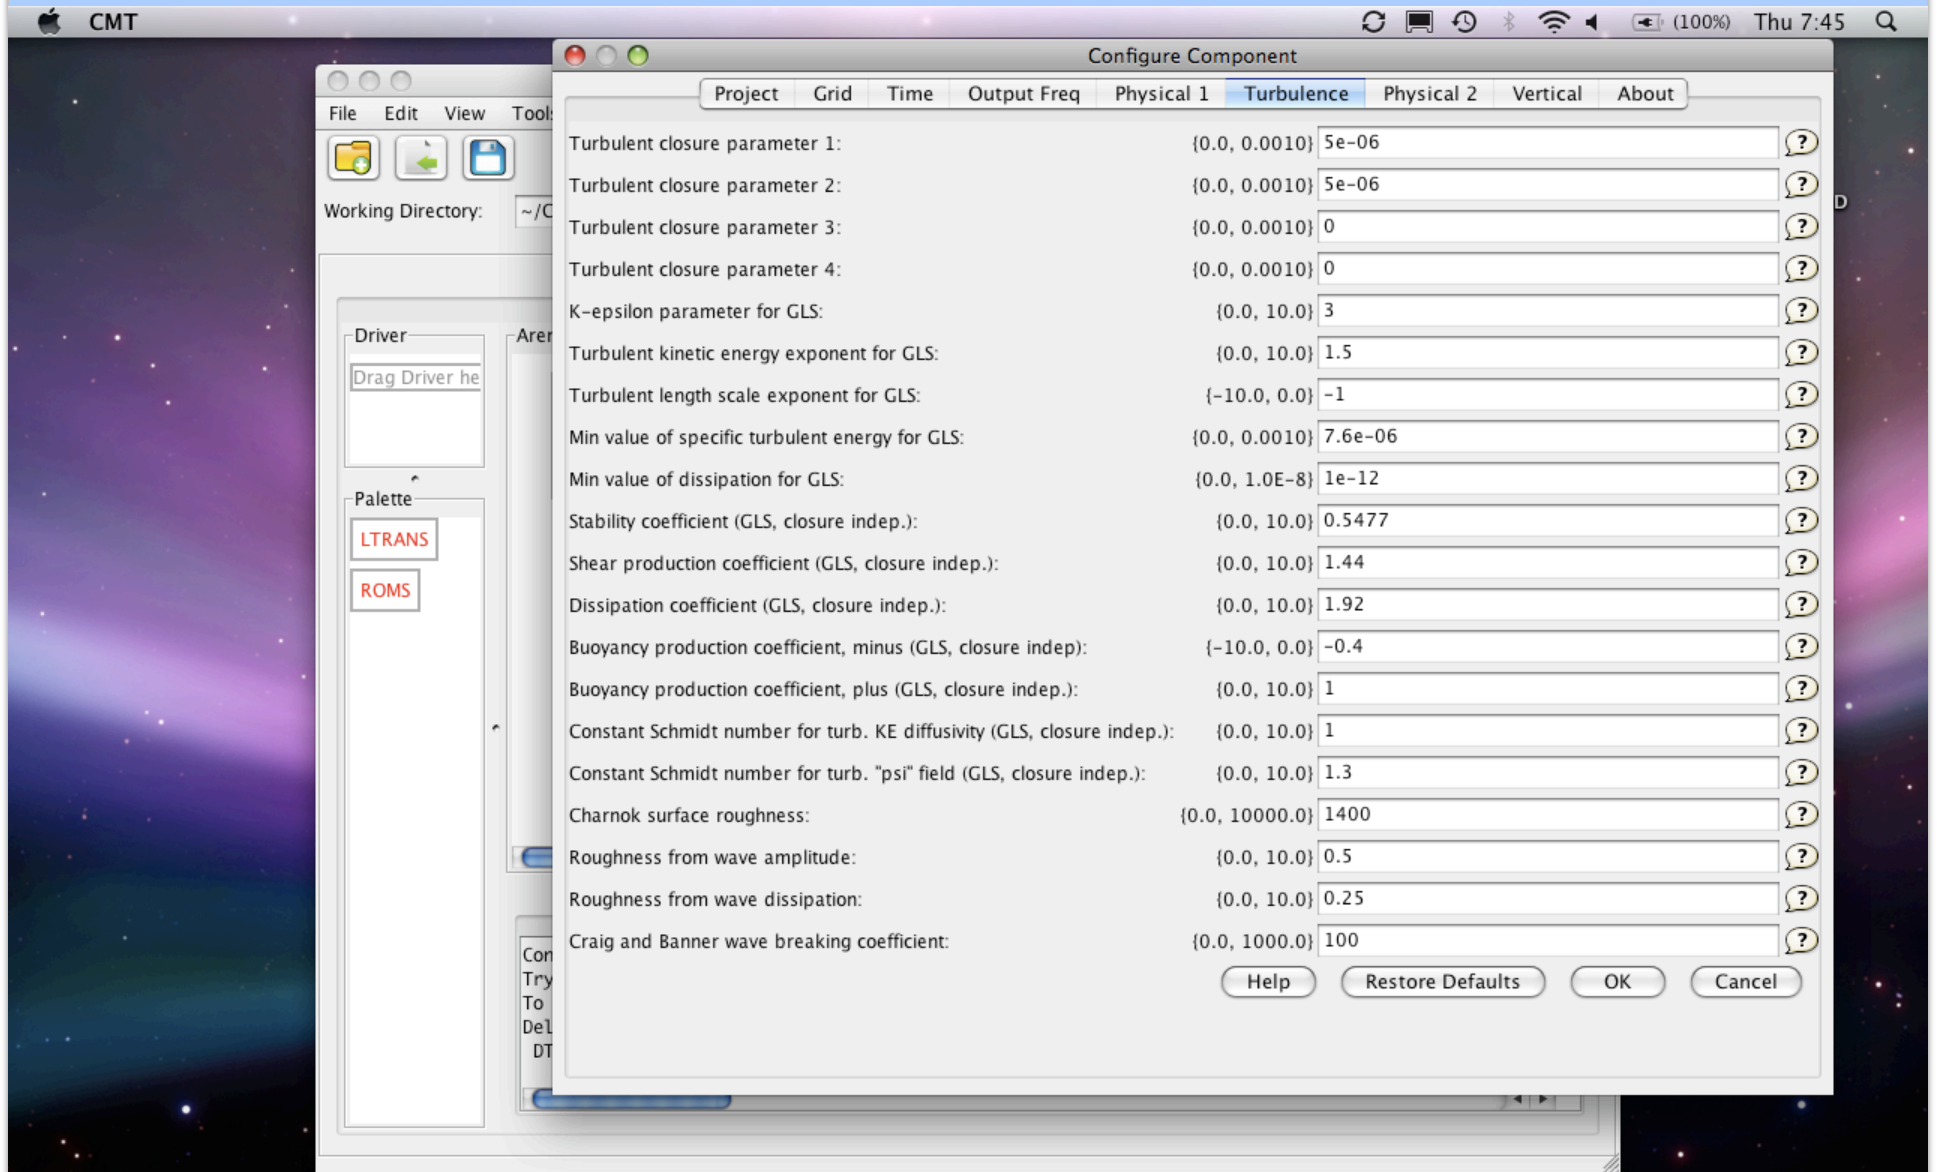 CMT
(100%) Thu 7:45
Configure Component
Project Grid Time Output Freq Physical 1 Turbulence Physical 2 Vertical About
File Edit View Tools
Working Directory: ~/C
Driver
Drag Driver he
Aren
Palette
LTRANS
ROMS
Turbulent closure parameter 1: {0.0, 0.0010} 5e-06 ?
Turbulent closure parameter 2: {0.0, 0.0010} 5e-06 ?
Turbulent closure parameter 3: {0.0, 0.0010} 0 ?
Turbulent closure parameter 4: {0.0, 0.0010} 0 ?
K-epsilon parameter for GLS: {0.0, 10.0} 3 ?
Turbulent kinetic energy exponent for GLS: {0.0, 10.0} 1.5 ?
Turbulent length scale exponent for GLS: {-10.0, 0.0} -1 ?
Min value of specific turbulent energy for GLS: {0.0, 0.0010} 7.6e-06 ?
Min value of dissipation for GLS: {0.0, 1.0E-8} 1e-12 ?
Stability coefficient (GLS, closure indep.): {0.0, 10.0} 0.5477 ?
Shear production coefficient (GLS, closure indep.): {0.0, 10.0} 1.44 ?
Dissipation coefficient (GLS, closure indep.): {0.0, 10.0} 1.92 ?
Buoyancy production coefficient, minus (GLS, closure indep): {-10.0, 0.0} -0.4 ?
Buoyancy production coefficient, plus (GLS, closure indep.): {0.0, 10.0} 1 ?
Constant Schmidt number for turb. KE diffusivity (GLS, closure indep.): {0.0, 10.0} 1 ?
Constant Schmidt number for turb. "psi" field (GLS, closure indep.): {0.0, 10.0} 1.3 ?
Charnok surface roughness: {0.0, 10000.0} 1400 ?
Roughness from wave amplitude: {0.0, 10.0} 0.5 ?
Roughness from wave dissipation: {0.0, 10.0} 0.25 ?
Craig and Banner wave breaking coefficient: {0.0, 1000.0} 100 ?
Help Restore Defaults OK Cancel
Con
Try
To
Del
DT
D